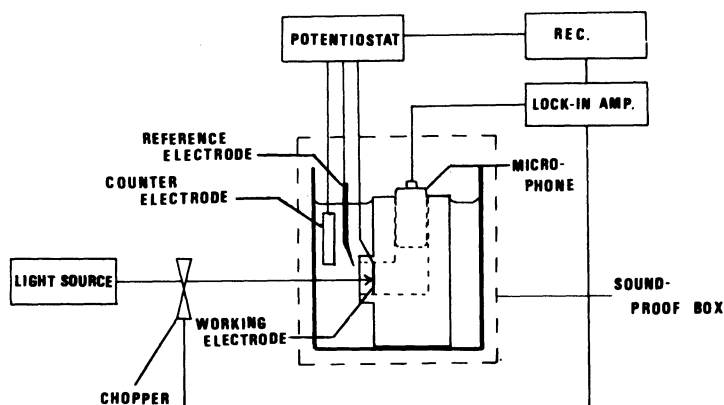 POTENTIOSTAT
REC.
LOCK-IN AMP.
REFERENCE
ELECTRODE
COUNTER
ELECTRODE
MICRO-
PHONE
LIGHT SOURCE
WORKING
ELECTRODE
SOUND-
PROOF BOX
CHOPPER